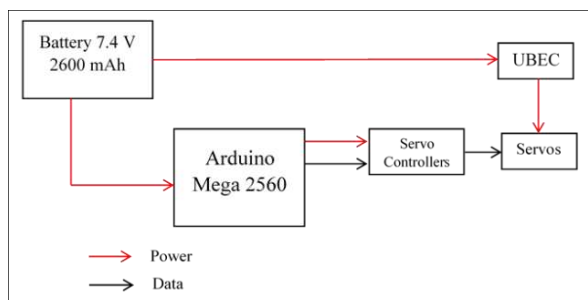 Battery 7.4 V
2600 mAh
UBEC
Arduino
Mega 2560
Servo
Controllers
Servos
Power
Data